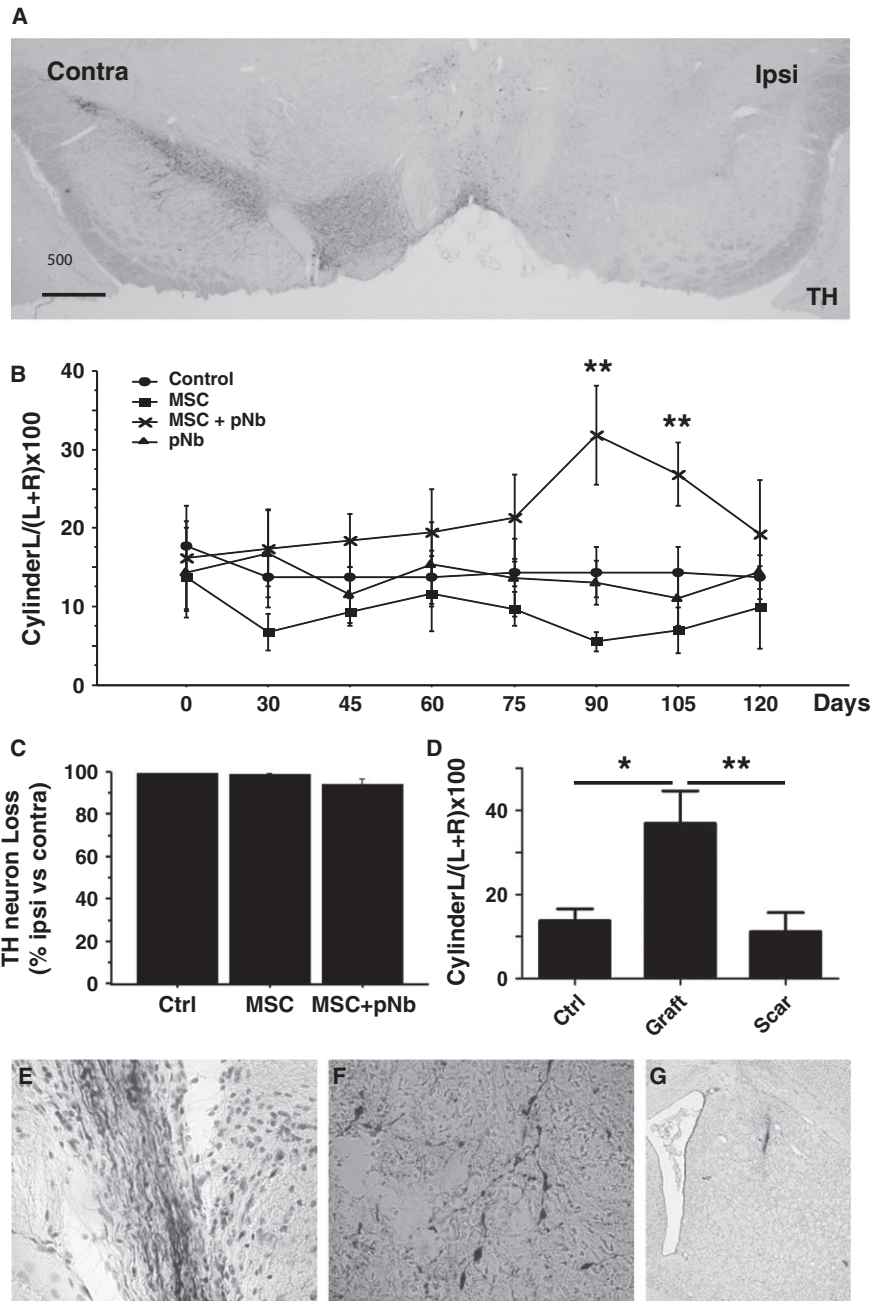 A
Contra
Ipsi
500
TH
B
CylinderL/(L+R)x100
40
30
20
10
0
Control
MSC
MSC + pNb
pNb
**
**
0 30 45 60 75 90 105 120 Days
C
TH neuron Loss
(% ipsi vs contra)
100
80
60
40
20
0
Ctrl MSC MSC+pNb
D
CylinderL/(L+R)x100
40
20
0
* **
Ctrl
Graft
Scar
E
F
G